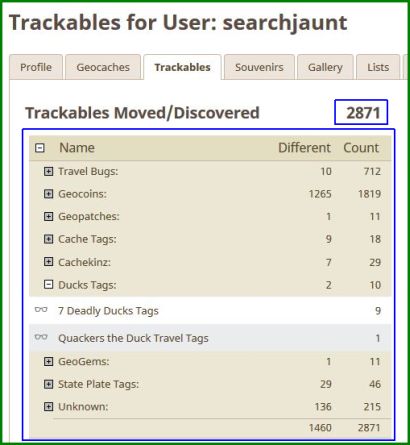 Trackables for User: searchjaunt
Profile Geocaches Trackables Souvenirs Gallery Lists
Trackables Moved/Discovered 2871
Name Different Count
Travel Bugs: 10 712
Geocoins: 1265 1819
Geopatches: 1 11
Cache Tags: 9 18
Cachekinz: 7 29
Ducks Tags: 2 10
7 Deadly Ducks Tags 9
Quackers the Duck Travel Tags 1
GeoGems: 1 11
State Plate Tags: 29 46
Unknown: 136 215
1460 2871